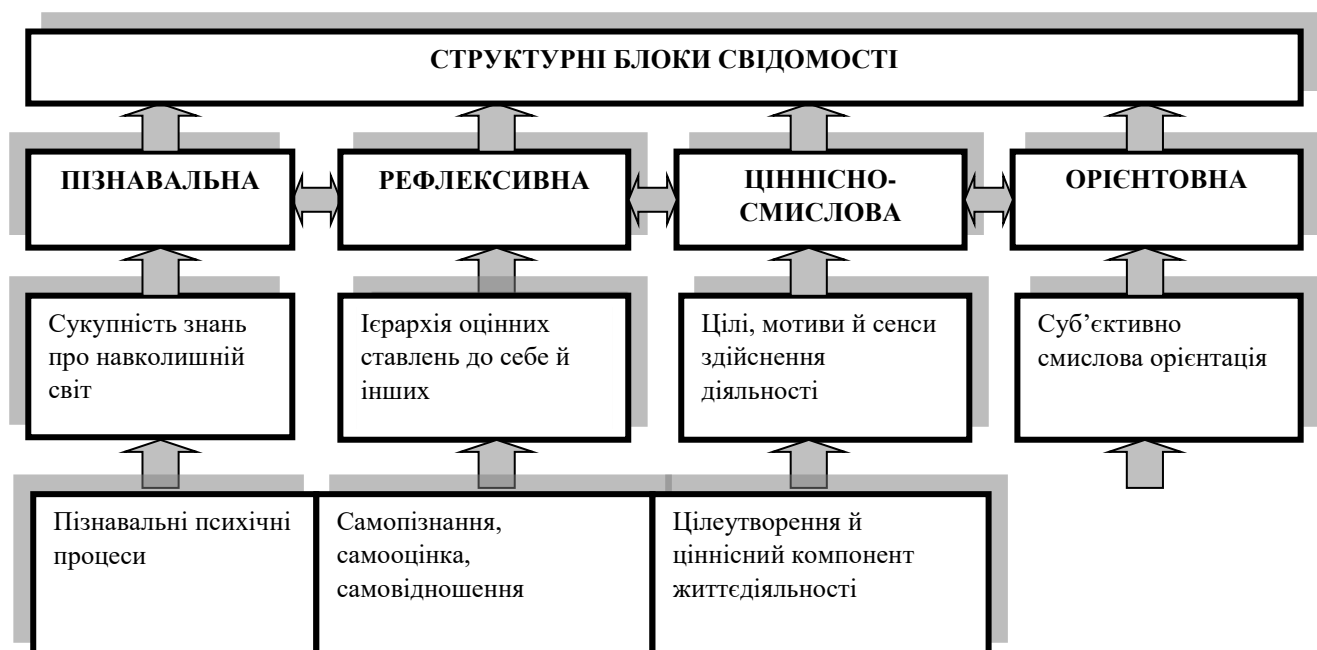 СТРУКТУРНІ БЛОКИ СВІДОМОСТІ
ПІЗНАВАЛЬНА
РЕФЛЕКСИВНА
ЦІННІСНО-
СМИСЛОВА
ОРІЄНТОВНА
Сукупність знань
про навколишній
світ
Ієрархія оцінних
ставлень до себе й
інших
Цілі, мотиви й сенси
здійснення
діяльності
Суб’єктивно
смислова орієнтація
Пізнавальні психічні
процеси
Самопізнання,
самооцінка,
самовідношення
Цілеутворення й
ціннісний компонент
життєдіяльності